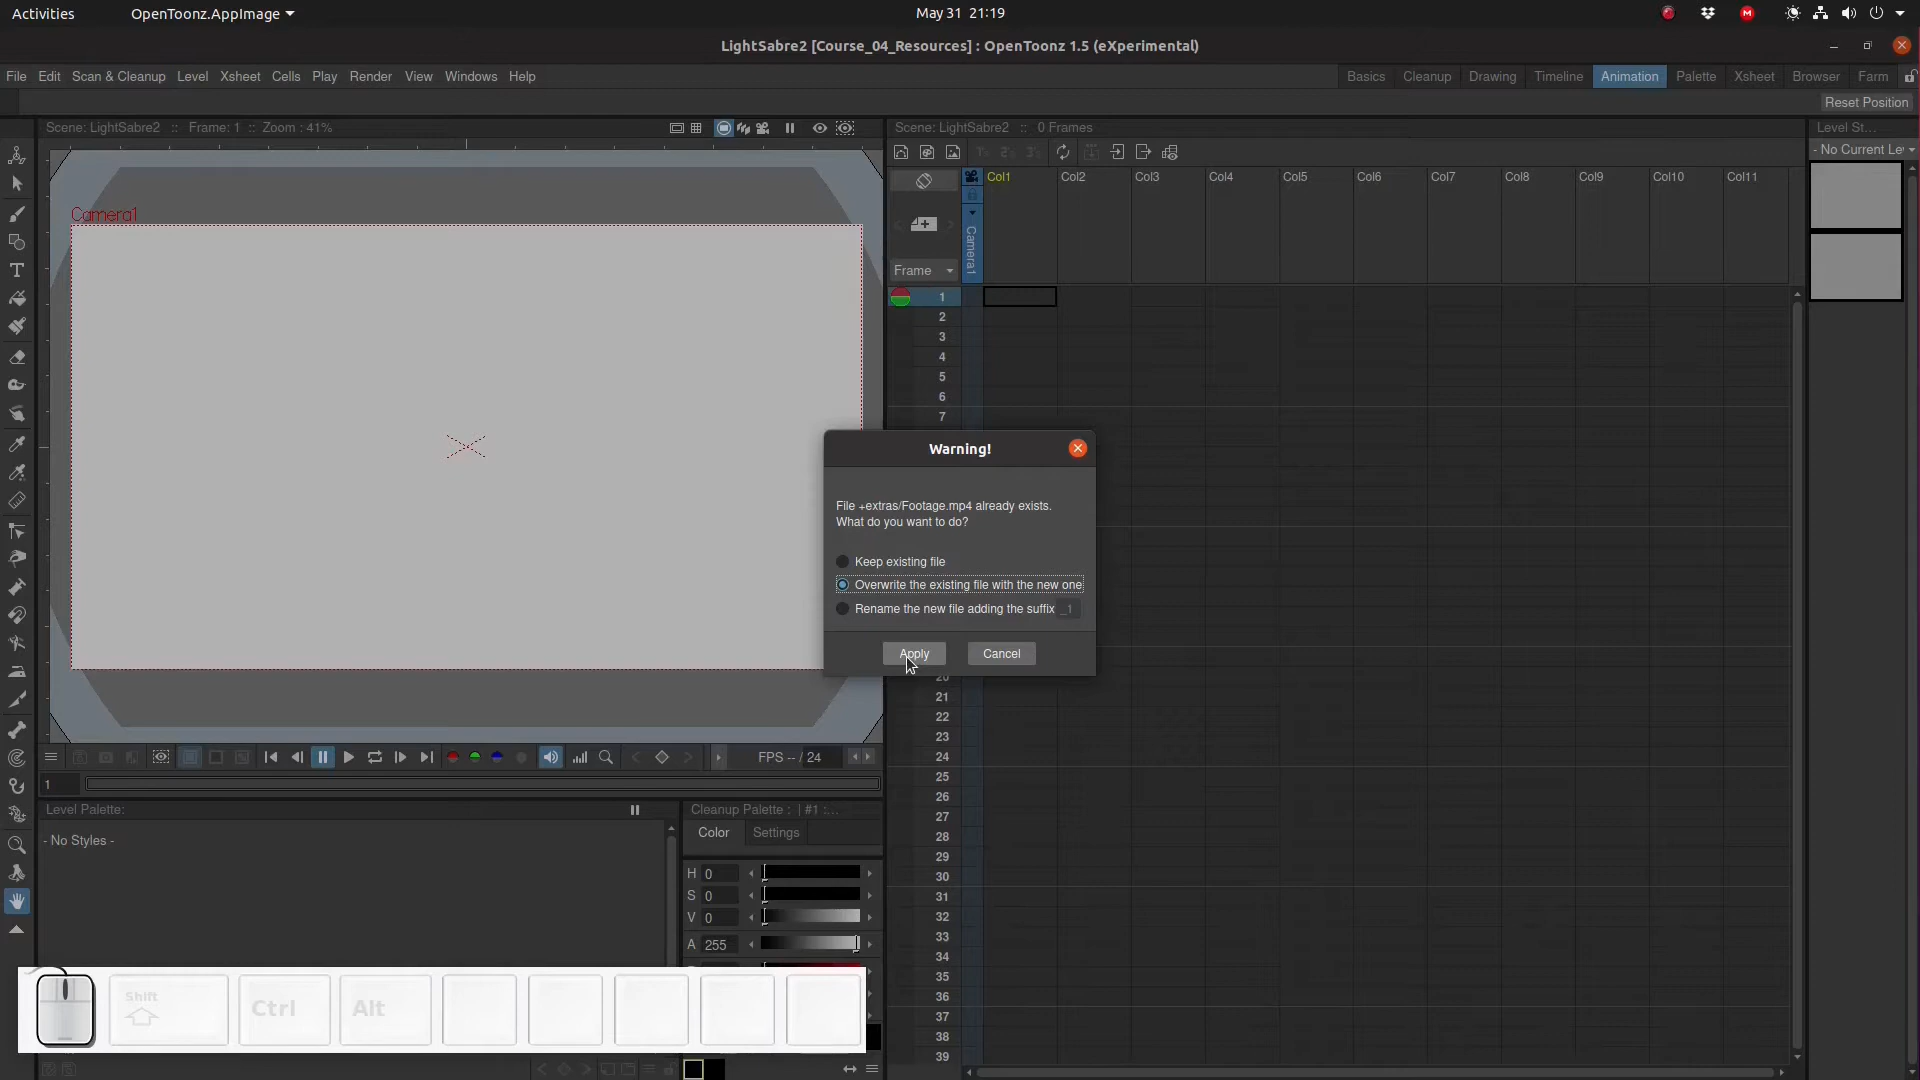 Activities OpenToonz.AppImage May 31 21:19
LightSabre2 [Course_04_Resources] : OpenToonz 1.5 (eXperimental)
File Edit Scan & Cleanup Level Xsheet Cells Play Render View Windows Help Basics Cleanup Drawing Timeline Animation Palette Xsheet Browser Farm
Reset Position
Scene: LightSabre2 :: Frame: 1 :: Zoom : 41% Scene: LightSabre2 :: 0 Frames Level St...
- No Current Le
Col1 Col2 Col3 Col4 Col5 Col6 Col7 Col8 Col9 Col10 Col11
Camera1
Camera1
Frame
1
2
3
4
5
6
7
Warning!
File +extras/Footage.mp4 already exists.
What do you want to do?
Keep existing file
Overwrite the existing file with the new one
Rename the new file adding the suffix _1
Apply Cancel
20
21
22
23
24
25
26
27
28
29
30
31
32
33
34
35
36
37
38
39
FPS -- / 24
1
Level Palette: Cleanup Palette : | #1 :...
- No Styles - Color Settings
H 0
S 0
V 0
A 255
Shift Ctrl Alt